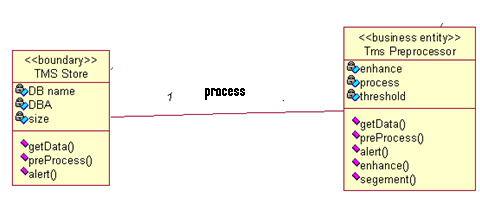 <<boundary>>
TMS Store
DB name
DBA
size
getData()
preProcess()
alert()
1
process
<<business entity>>
Tms Preprocessor
enhance
process
threshold
getData()
preProcess()
alert()
enhance()
segement()